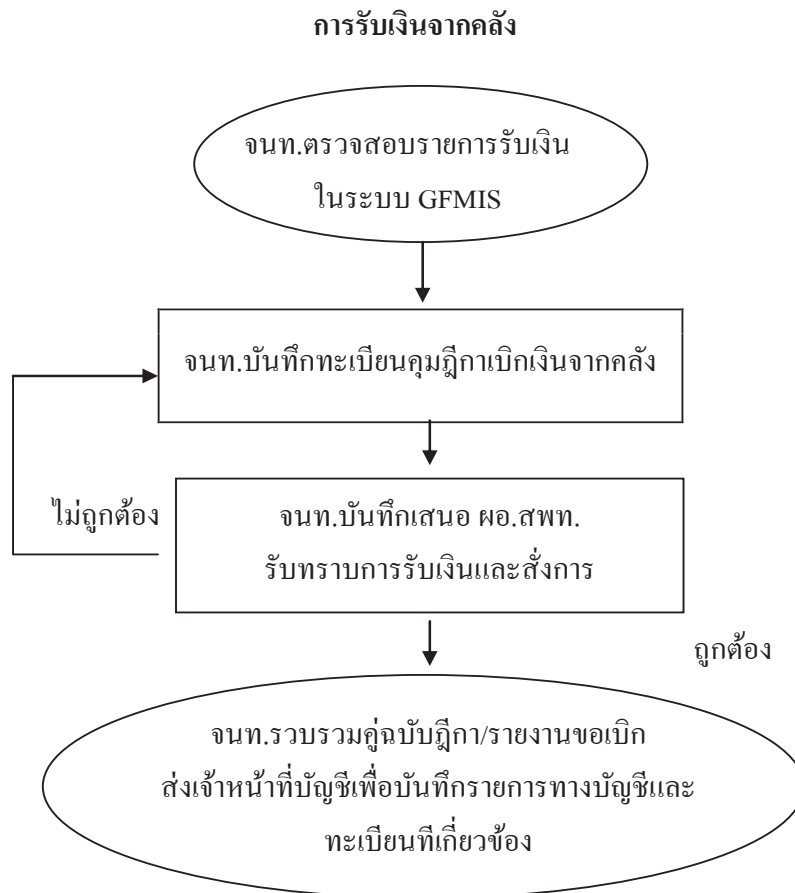 การรับเงินจากคลัง
จนท.ตรวจสอบรายการรับเงิน
ในระบบ GFMIS
จนท.บันทึกทะเบียนคุมฎีกาเบิกเงินจากคลัง
ไม่ถูกต้อง
จนท.บันทึกเสนอ ผอ.สพท.
รับทราบการรับเงินและสั่งการ
ถูกต้อง
จนท.รวบรวมคู่ฉบับฎีกา/รายงานขอเบิก
ส่งเจ้าหน้าที่บัญชีเพื่อบันทึกรายการทางบัญชีและ
ทะเบียนทีเกี่ยวข้อง